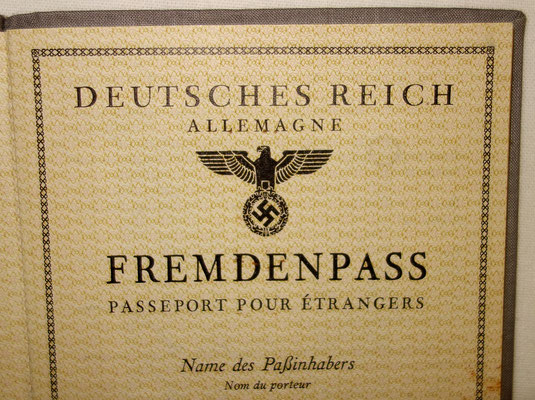 DEUTSCHES REICH
ALLEMAGNE
FREMDENPASS
PASSEPORT POUR ÉTRANGERS
Name des Paßinhabers
Nom du porteur